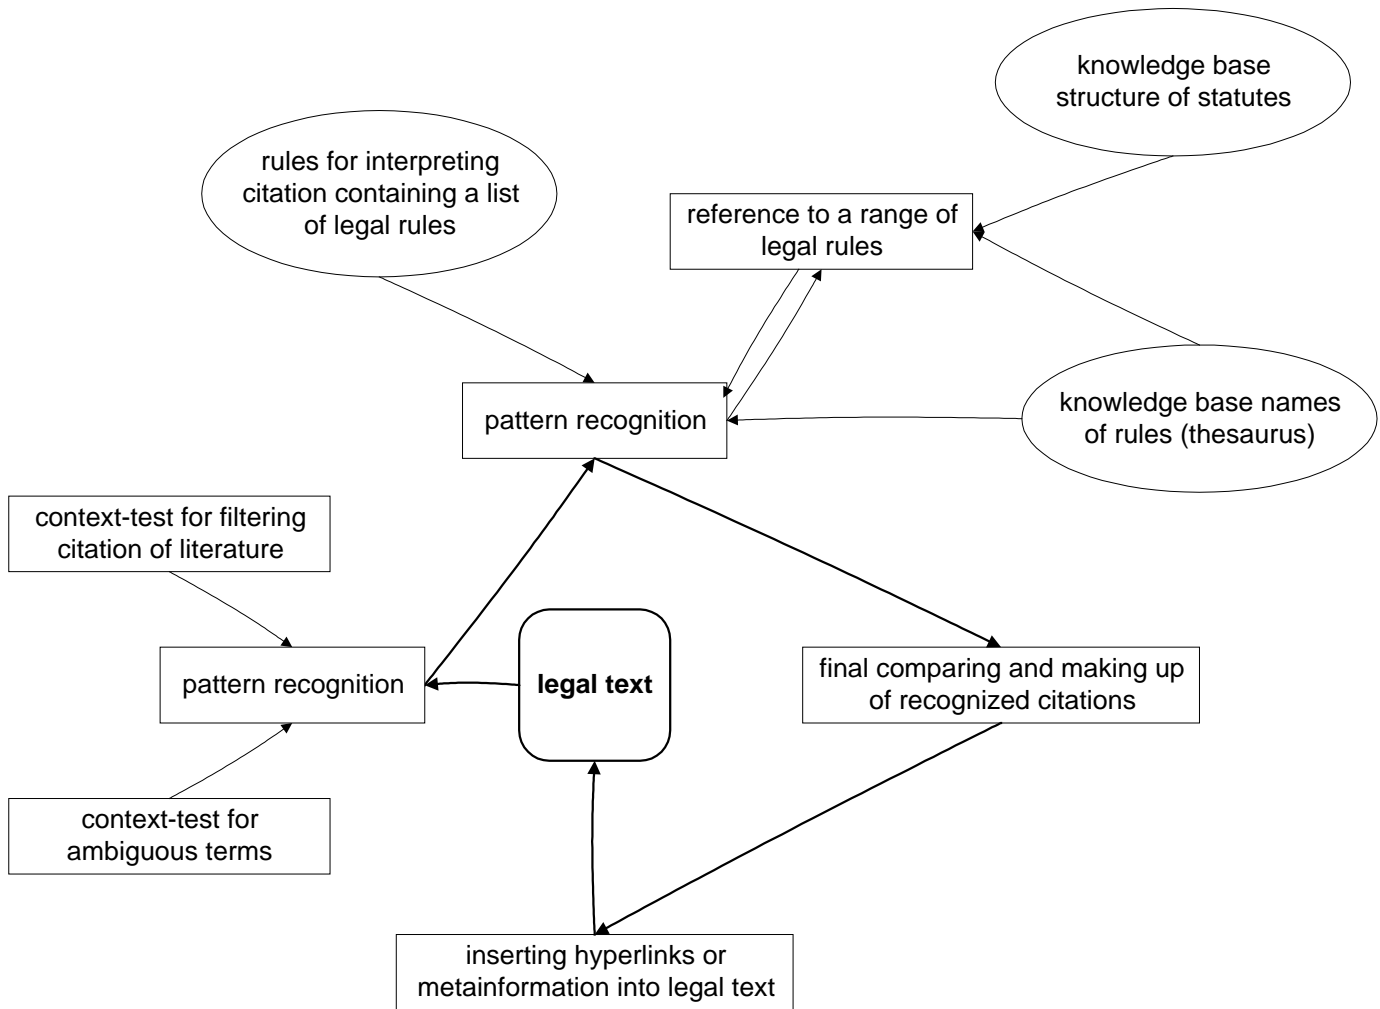 knowledge base
structure of statutes
rules for interpreting
citation containing a list
of legal rules
reference to a range of
legal rules
pattern recognition
knowledge base names
of rules (thesaurus)
context-test for filtering
citation of literature
pattern recognition
legal text
final comparing and making up
of recognized citations
context-test for
ambiguous terms
inserting hyperlinks or
metainformation into legal text